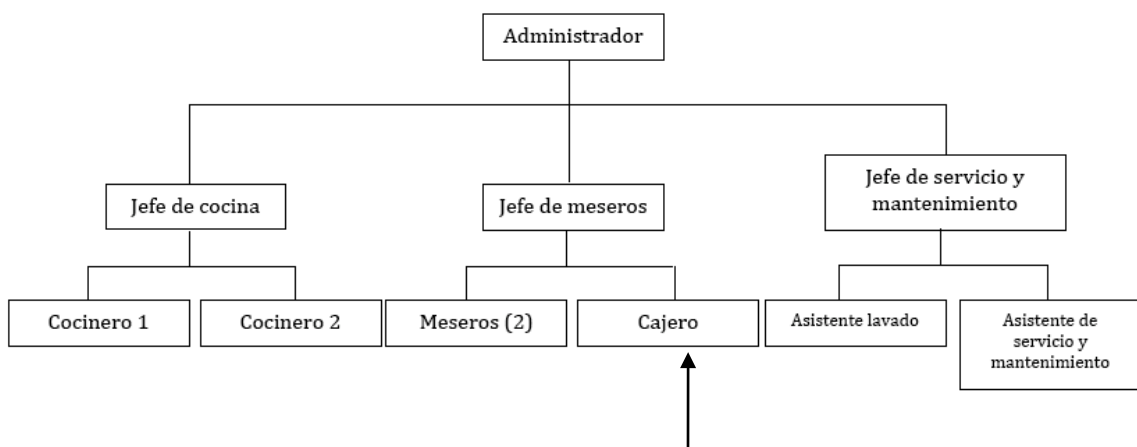 Administrador
Jefe de cocina
Jefe de meseros
Jefe de servicio y
mantenimiento
Cocinero 1
Cocinero 2
Meseros (2)
Cajero
Asistente lavado
Asistente de
servicio y
mantenimiento